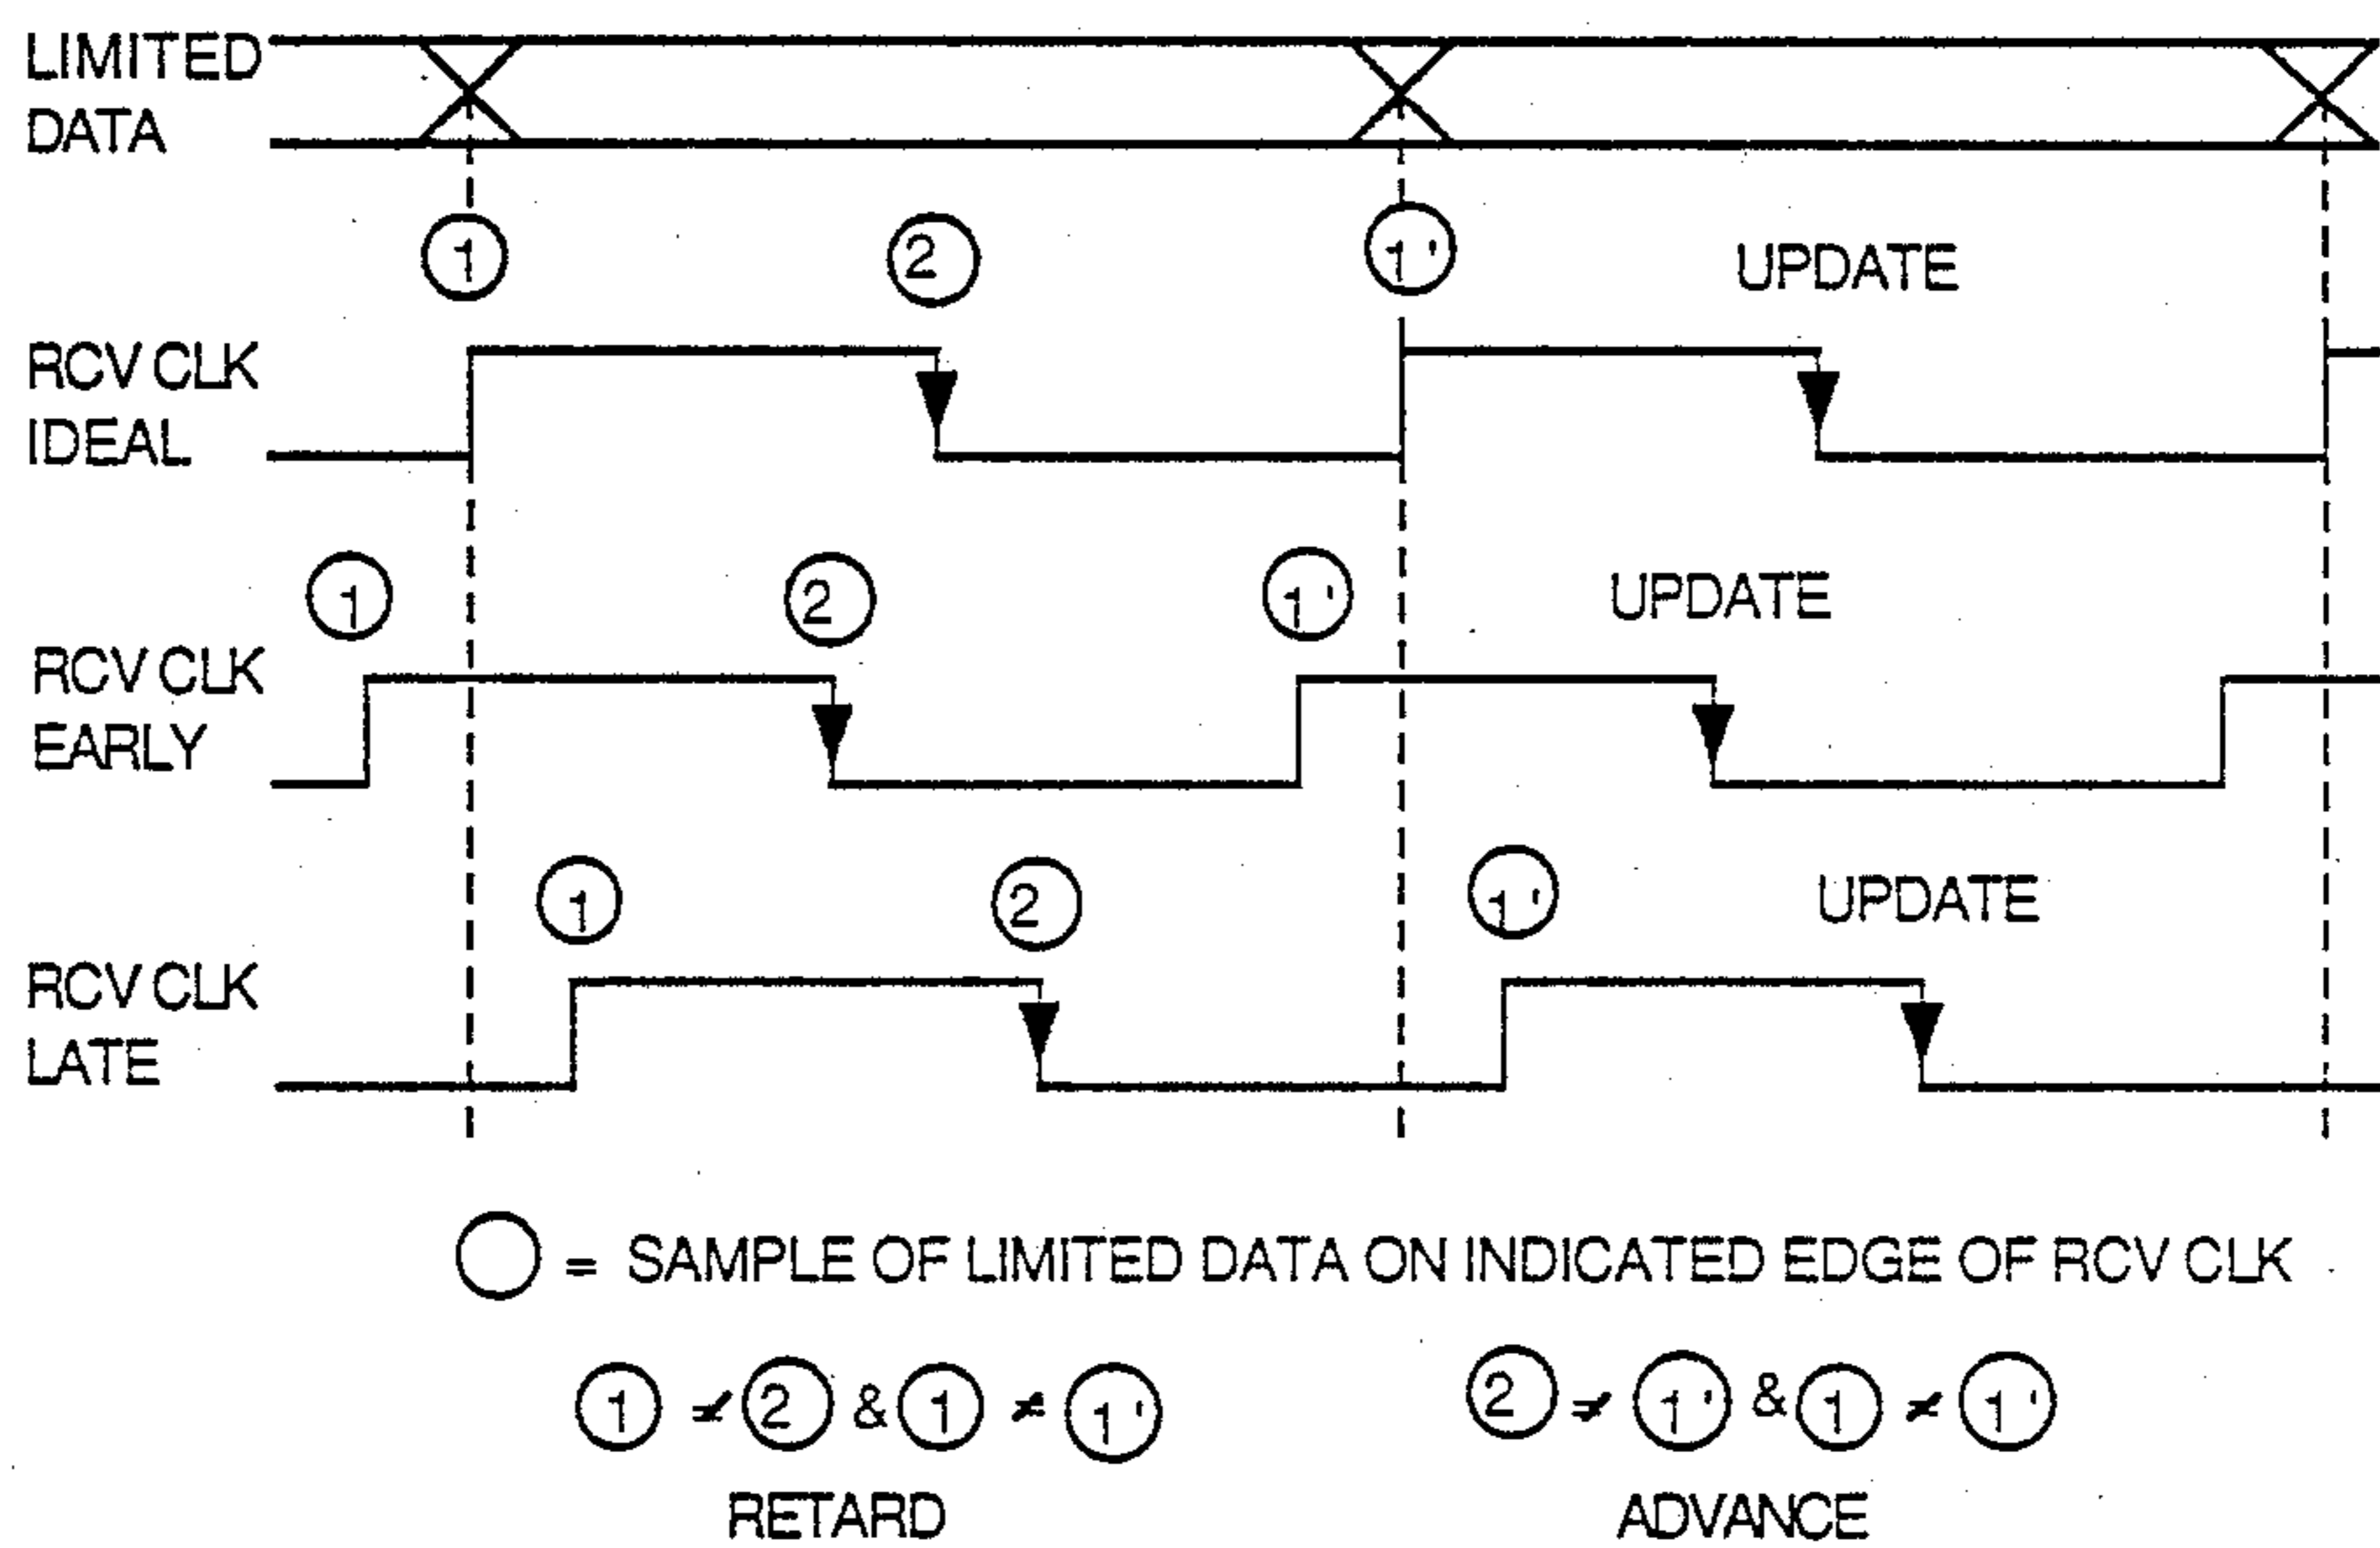 LIMITED
DATA
1 2 1' UPDATE
RCV CLK
IDEAL
1 2 1' UPDATE
RCV CLK
EARLY
1 2 1' UPDATE
RCV CLK
LATE
= SAMPLE OF LIMITED DATA ON INDICATED EDGE OF RCV CLK
1 ≠ 2 & 1 ≠ 1' 2 ≠ 1' & 1 ≠ 1'
RETARD ADVANCE